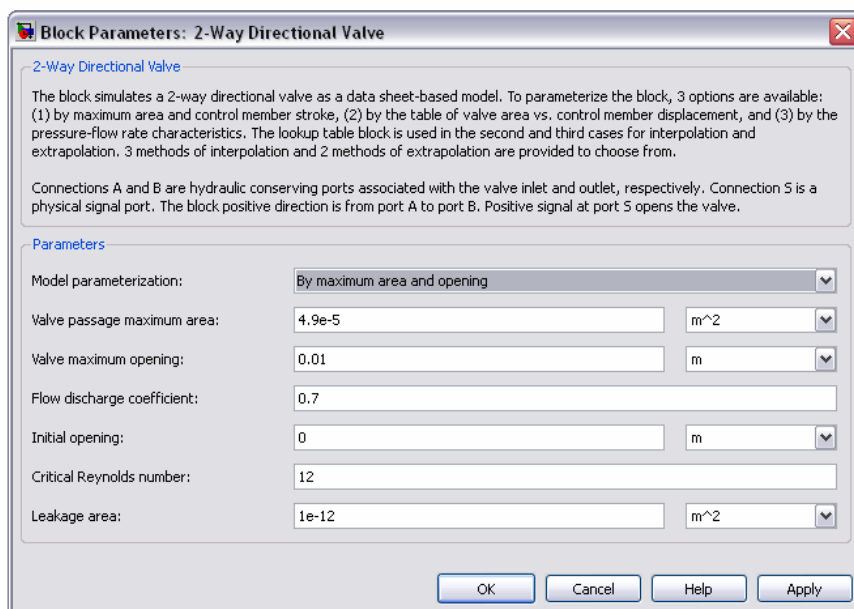 Block Parameters: 2-Way Directional Valve
2-Way Directional Valve
The block simulates a 2-way directional valve as a data sheet-based model. To parameterize the block, 3 options are available:
(1) by maximum area and control member stroke, (2) by the table of valve area vs. control member displacement, and (3) by the
pressure-flow rate characteristics. The lookup table block is used in the second and third cases for interpolation and
extrapolation. 3 methods of interpolation and 2 methods of extrapolation are provided to choose from.
Connections A and B are hydraulic conserving ports associated with the valve inlet and outlet, respectively. Connection S is a
physical signal port. The block positive direction is from port A to port B. Positive signal at port S opens the valve.
Parameters
Model parameterization: By maximum area and opening
Valve passage maximum area: 4.9e-5 m^2
Valve maximum opening: 0.01 m
Flow discharge coefficient: 0.7
Initial opening: 0 m
Critical Reynolds number: 12
Leakage area: 1e-12 m^2
OK Cancel Help Apply